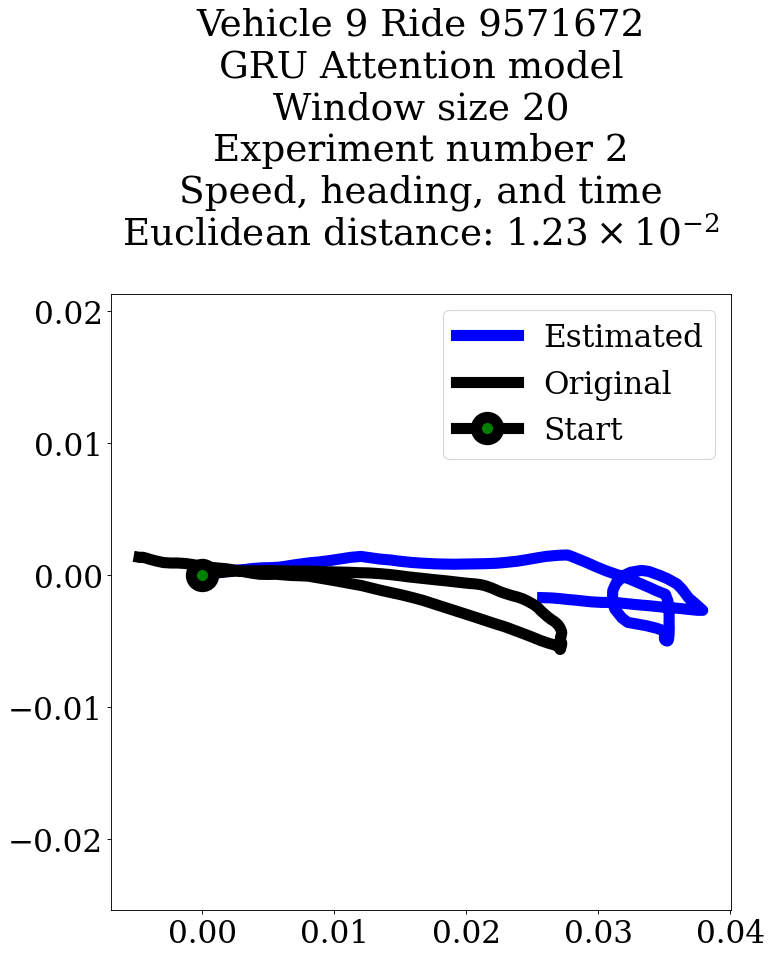 Vehicle 9 Ride 9571672
GRU Attention model
Window size 20
Experiment number 2
Speed, heading, and time
Euclidean distance: 1.23 × 10⁻²
Estimated
Original
Start
0.02
0.01
0.00
−0.01
−0.02
0.00 0.01 0.02 0.03 0.04